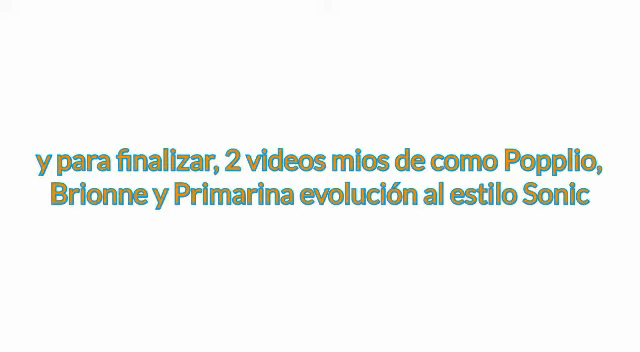 y para finalizar, 2 videos mios de como Popplio,
Brionne y Primarina evolución al estilo Sonic